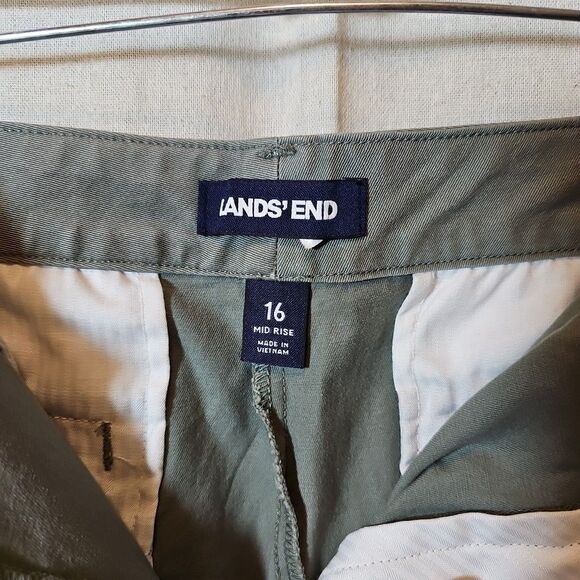 LANDS' END
16
MID RISE
MADE IN
VIETNAM